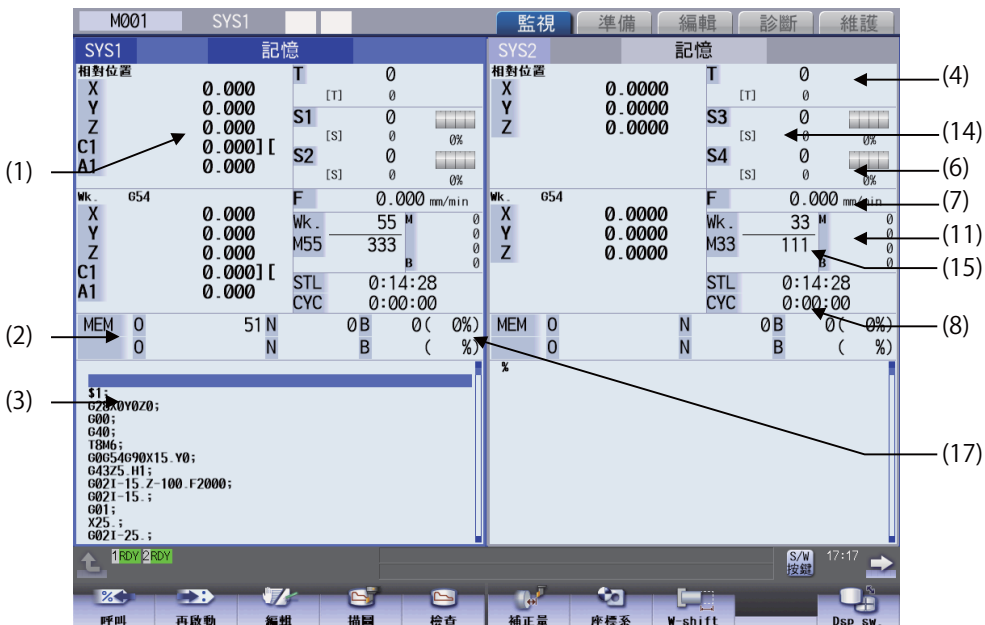 M001 SYS1 監視 準備 編輯 診斷 維護
SYS1 記憶
相對位置
X 0.000
Y 0.000
Z 0.000
C1 0.000][
A1 0.000
T 0
[T] 0
S1 0
[S] 0 0%
S2 0
[S] 0 0%
Wk. G54
X 0.000
Y 0.000
Z 0.000
C1 0.000][
A1 0.000
F 0.000 mm/min
Wk. 55 M 0
0
M55 333 0
B 0
STL 0:14:28
CYC 0:00:00
MEM O 51 N 0 B 0( 0%)
O N B ( %)
$1;
G28X0Y0Z0;
G00;
G40;
T8M6;
G0G54G90X15.Y0;
G43Z5.H1;
G02I-15.Z-100.F2000;
G02I-15.;
G01;
X25.;
G02I-25.;
SYS2 記憶
相對位置
X 0.0000
Y 0.0000
Z 0.0000
T 0
[T] 0
S3 0
[S] 0 0%
S4 0
[S] 0 0%
Wk. G54
X 0.0000
Y 0.0000
Z 0.0000
F 0.000 mm/min
Wk. 33 M 0
0
M33 111 0
B 0
STL 0:14:28
CYC 0:00:00
MEM O N 0 B 0( 0%)
O N B ( %)
%
1RDY 2RDY
S/W 按鍵 17:17
呼叫 再啟動 編輯 描圖 檢查 補正量 座標系 W-shift Dsp sw.
(1)
(2)
(3)
(4)
(14)
(6)
(7)
(11)
(15)
(8)
(17)